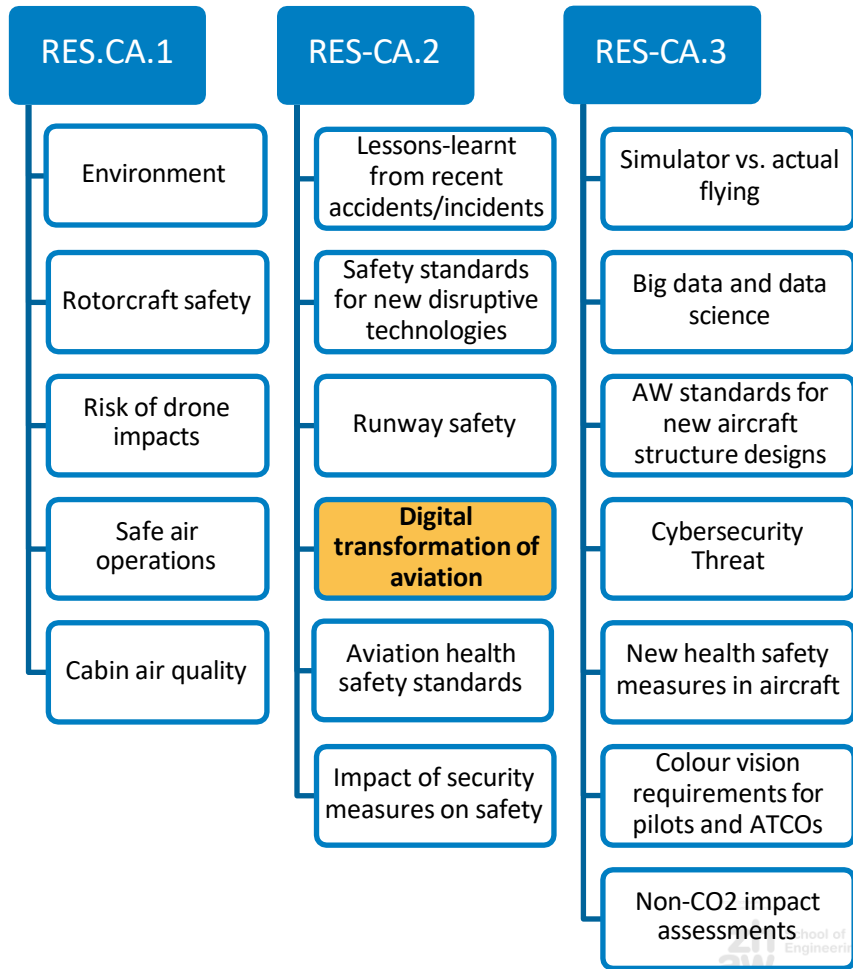 RES.CA.1
Environment
Rotorcraft safety
Risk of drone
impacts
Safe air
operations
Cabin air quality
RES-CA.2
Lessons-learnt
from recent
accidents/incidents
Safety standards
for new disruptive
technologies
Runway safety
Digital
transformation of
aviation
Aviation health
safety standards
Impact of security
measures on safety
RES-CA.3
Simulator vs. actual
flying
Big data and data
science
AW standards for
new aircraft
structure designs
Cybersecurity
Threat
New health safety
measures in aircraft
Colour vision
requirements for
pilots and ATCOs
Non-CO2 impact
assessments
School of